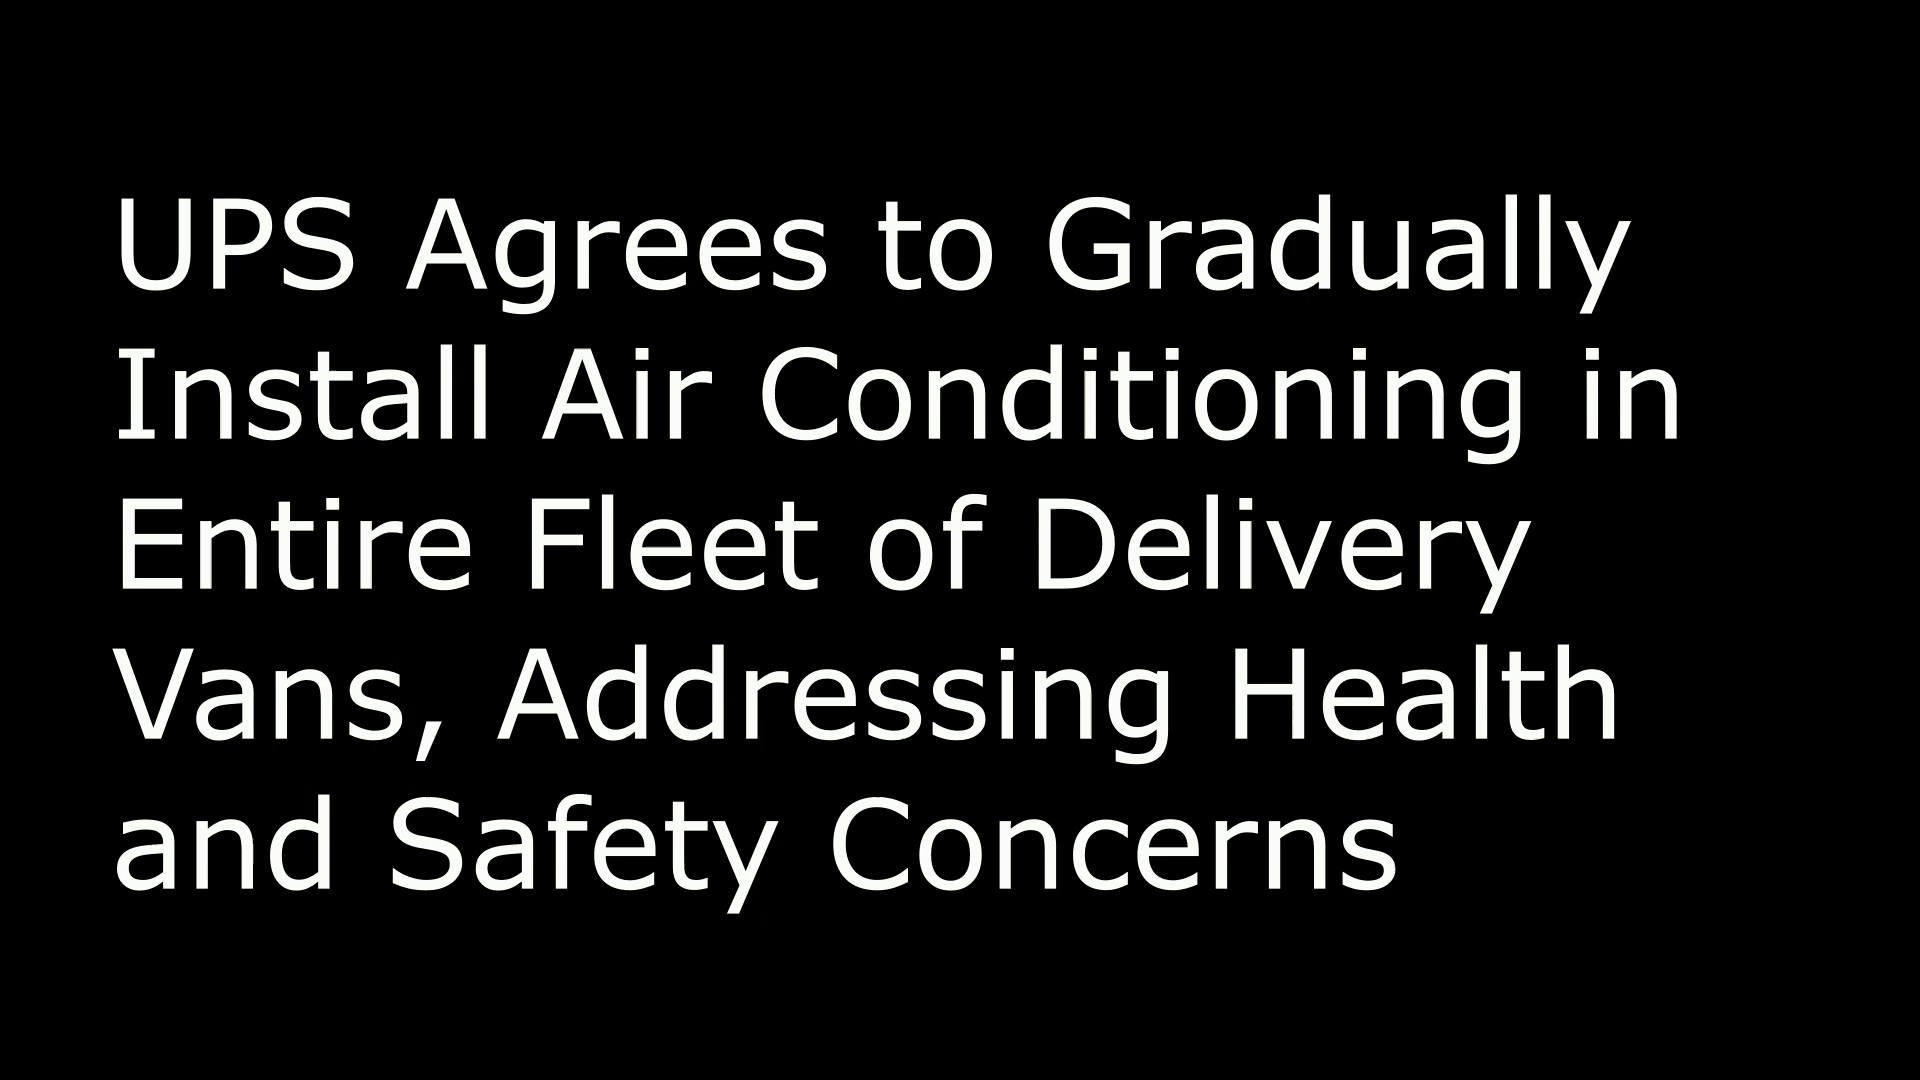 UPS Agrees to Gradually
Install Air Conditioning in
Entire Fleet of Delivery
Vans, Addressing Health
and Safety Concerns